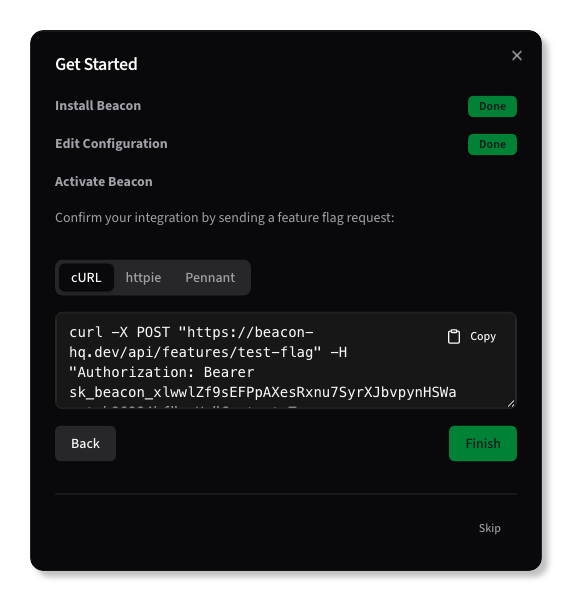 Get Started
Install Beacon
Done
Edit Configuration
Done
Activate Beacon
Confirm your integration by sending a feature flag request:
cURL httpie Pennant
curl -X POST "https://beacon-
hq.dev/api/features/test-flag" -H
"Authorization: Bearer
sk_beacon_xlwwlZf9sEFPpAXesRxnu7SyrXJbvpynHSWa
Copy
Back
Finish
Skip